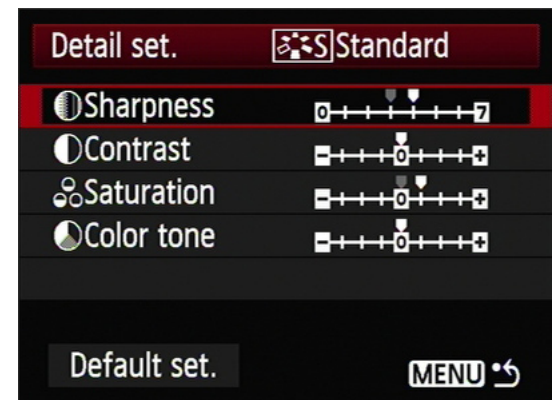 Detail set. S Standard
Sharpness 0 7
Contrast - 0 +
Saturation - 0 +
Color tone - 0 +
Default set. MENU